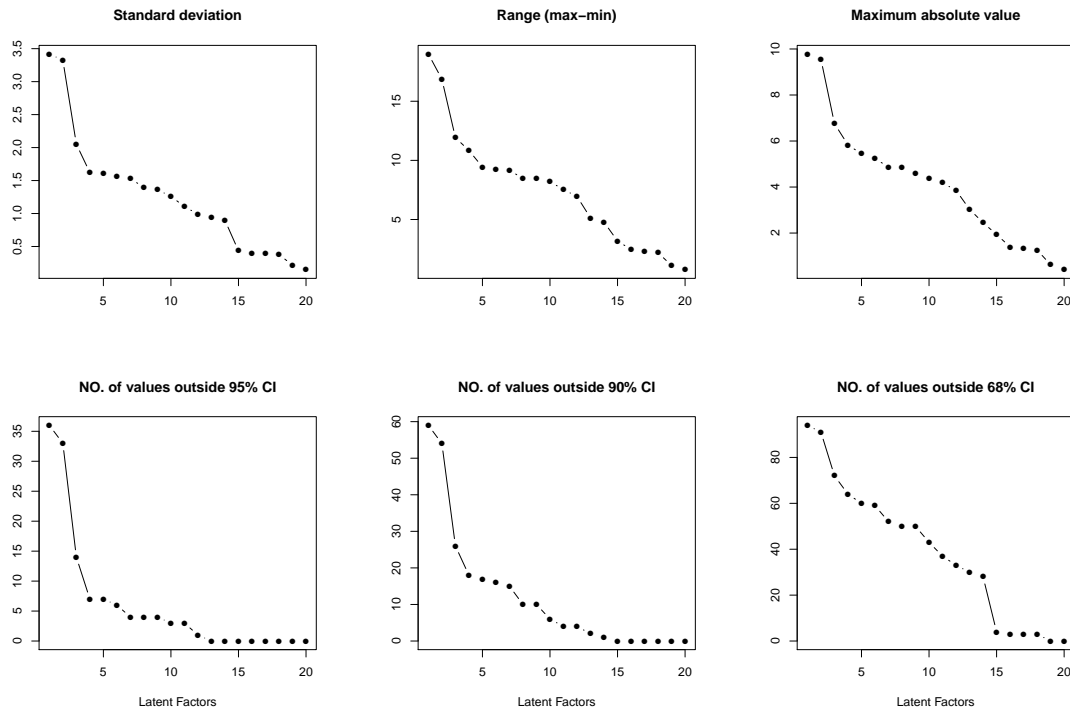 Standard deviation
3.5
3.0
2.5
2.0
1.5
1.0
0.5
5 10 15 20
Range (max−min)
15
10
5
5 10 15 20
Maximum absolute value
10
8
6
4
2
5 10 15 20
NO. of values outside 95% CI
35
30
25
20
15
10
5
0
5 10 15 20
Latent Factors
NO. of values outside 90% CI
60
50
40
30
20
10
0
5 10 15 20
Latent Factors
NO. of values outside 68% CI
80
60
40
20
0
5 10 15 20
Latent Factors